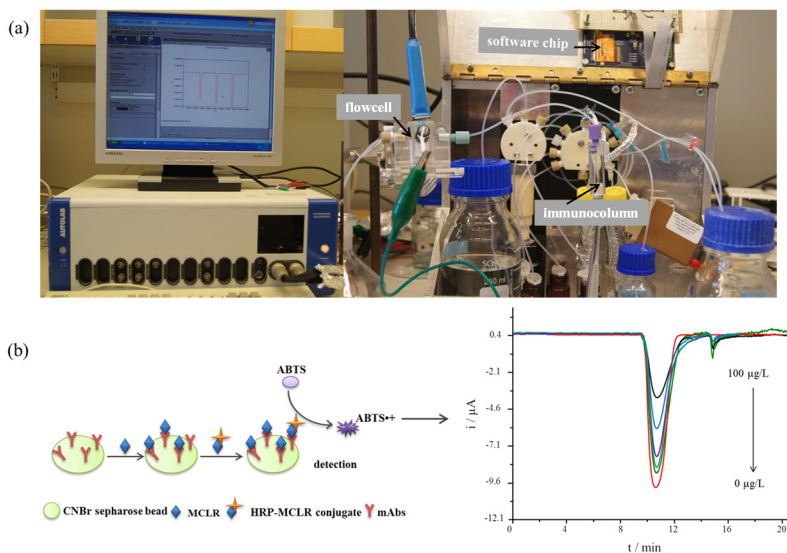 (a)
software chip
flowcell
immunocolumn
AUTOLAB
(b)
ABTS
ABTS•+
detection
CNBr sepharose bead
MCLR
HRP-MCLR conjugate
mAbs
0.4
-2.1
-4.6
-7.1
-9.6
-12.1
i / µA
100 µg/L
0 µg/L
0 4 8 12 16 20
t / min